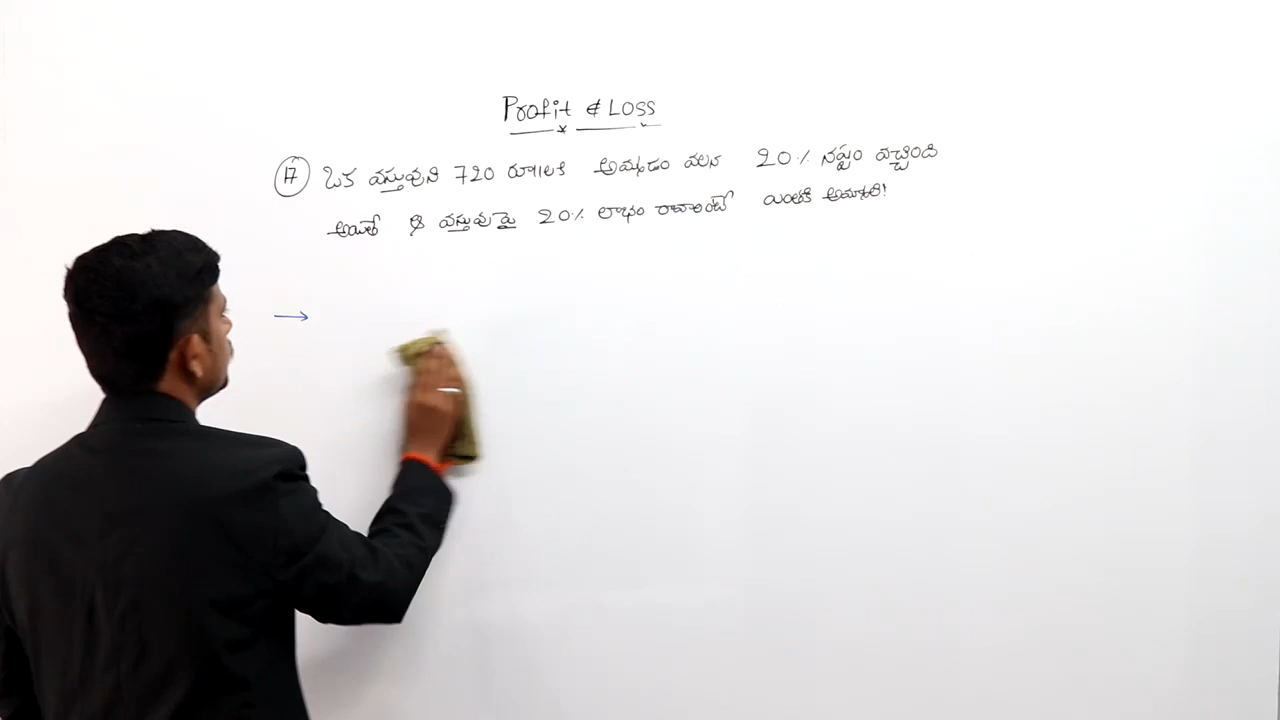 Profit & Loss
17 ఒక వస్తువుని 720 రూ॥లకి అమ్మడం వలన 20% నష్టం వచ్చింది
అయితే ఆ వస్తువుపై 20% లాభం రావాలంటే ఎంతకి అమ్మాలి!
→